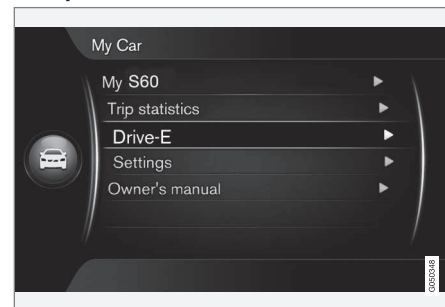 My Car
My S60
Trip statistics
Drive-E
Settings
Owner's manual
G050348